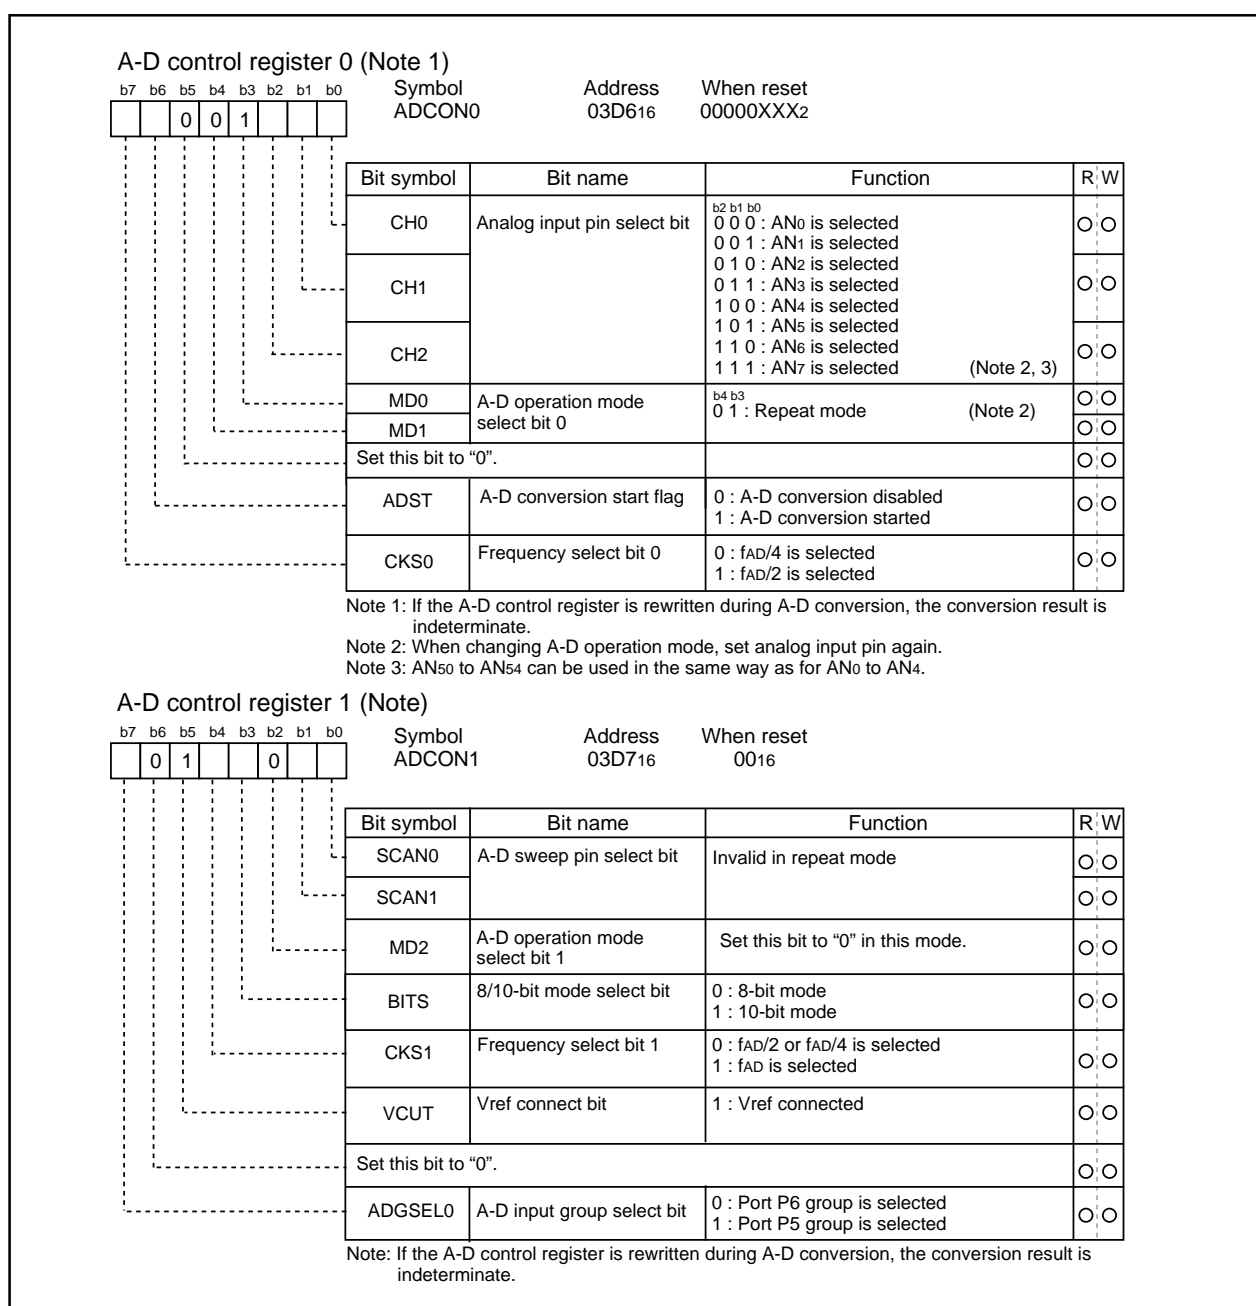 A-D control register 0 (Note 1)
b7 b6 b5 b4 b3 b2 b1 b0
Symbol Address When reset
ADCON0 03D616 00000XXX2
0 0 1
Bit symbol Bit name Function R W
CH0 Analog input pin select bit
b2 b1 b0
0 0 0 : AN0 is selected
0 0 1 : AN1 is selected
0 1 0 : AN2 is selected
CH1
0 1 1 : AN3 is selected
1 0 0 : AN4 is selected
1 0 1 : AN5 is selected
CH2
1 1 0 : AN6 is selected
1 1 1 : AN7 is selected (Note 2, 3)
MD0 A-D operation mode
select bit 0
MD1
b4 b3
0 1 : Repeat mode (Note 2)
Set this bit to “0”.
ADST A-D conversion start flag 0 : A-D conversion disabled
1 : A-D conversion started
CKS0 Frequency select bit 0 0 : fAD/4 is selected
1 : fAD/2 is selected
Note 1: If the A-D control register is rewritten during A-D conversion, the conversion result is
indeterminate.
Note 2: When changing A-D operation mode, set analog input pin again.
Note 3: AN50 to AN54 can be used in the same way as for AN0 to AN4.
A-D control register 1 (Note)
b7 b6 b5 b4 b3 b2 b1 b0
Symbol Address When reset
ADCON1 03D716 0016
0 1 0
Bit symbol Bit name Function R W
SCAN0 A-D sweep pin select bit Invalid in repeat mode
SCAN1
MD2 A-D operation mode
select bit 1
Set this bit to “0” in this mode.
BITS 8/10-bit mode select bit 0 : 8-bit mode
1 : 10-bit mode
CKS1 Frequency select bit 1 0 : fAD/2 or fAD/4 is selected
1 : fAD is selected
VCUT Vref connect bit 1 : Vref connected
Set this bit to “0”.
ADGSEL0 A-D input group select bit 0 : Port P6 group is selected
1 : Port P5 group is selected
Note: If the A-D control register is rewritten during A-D conversion, the conversion result is
indeterminate.